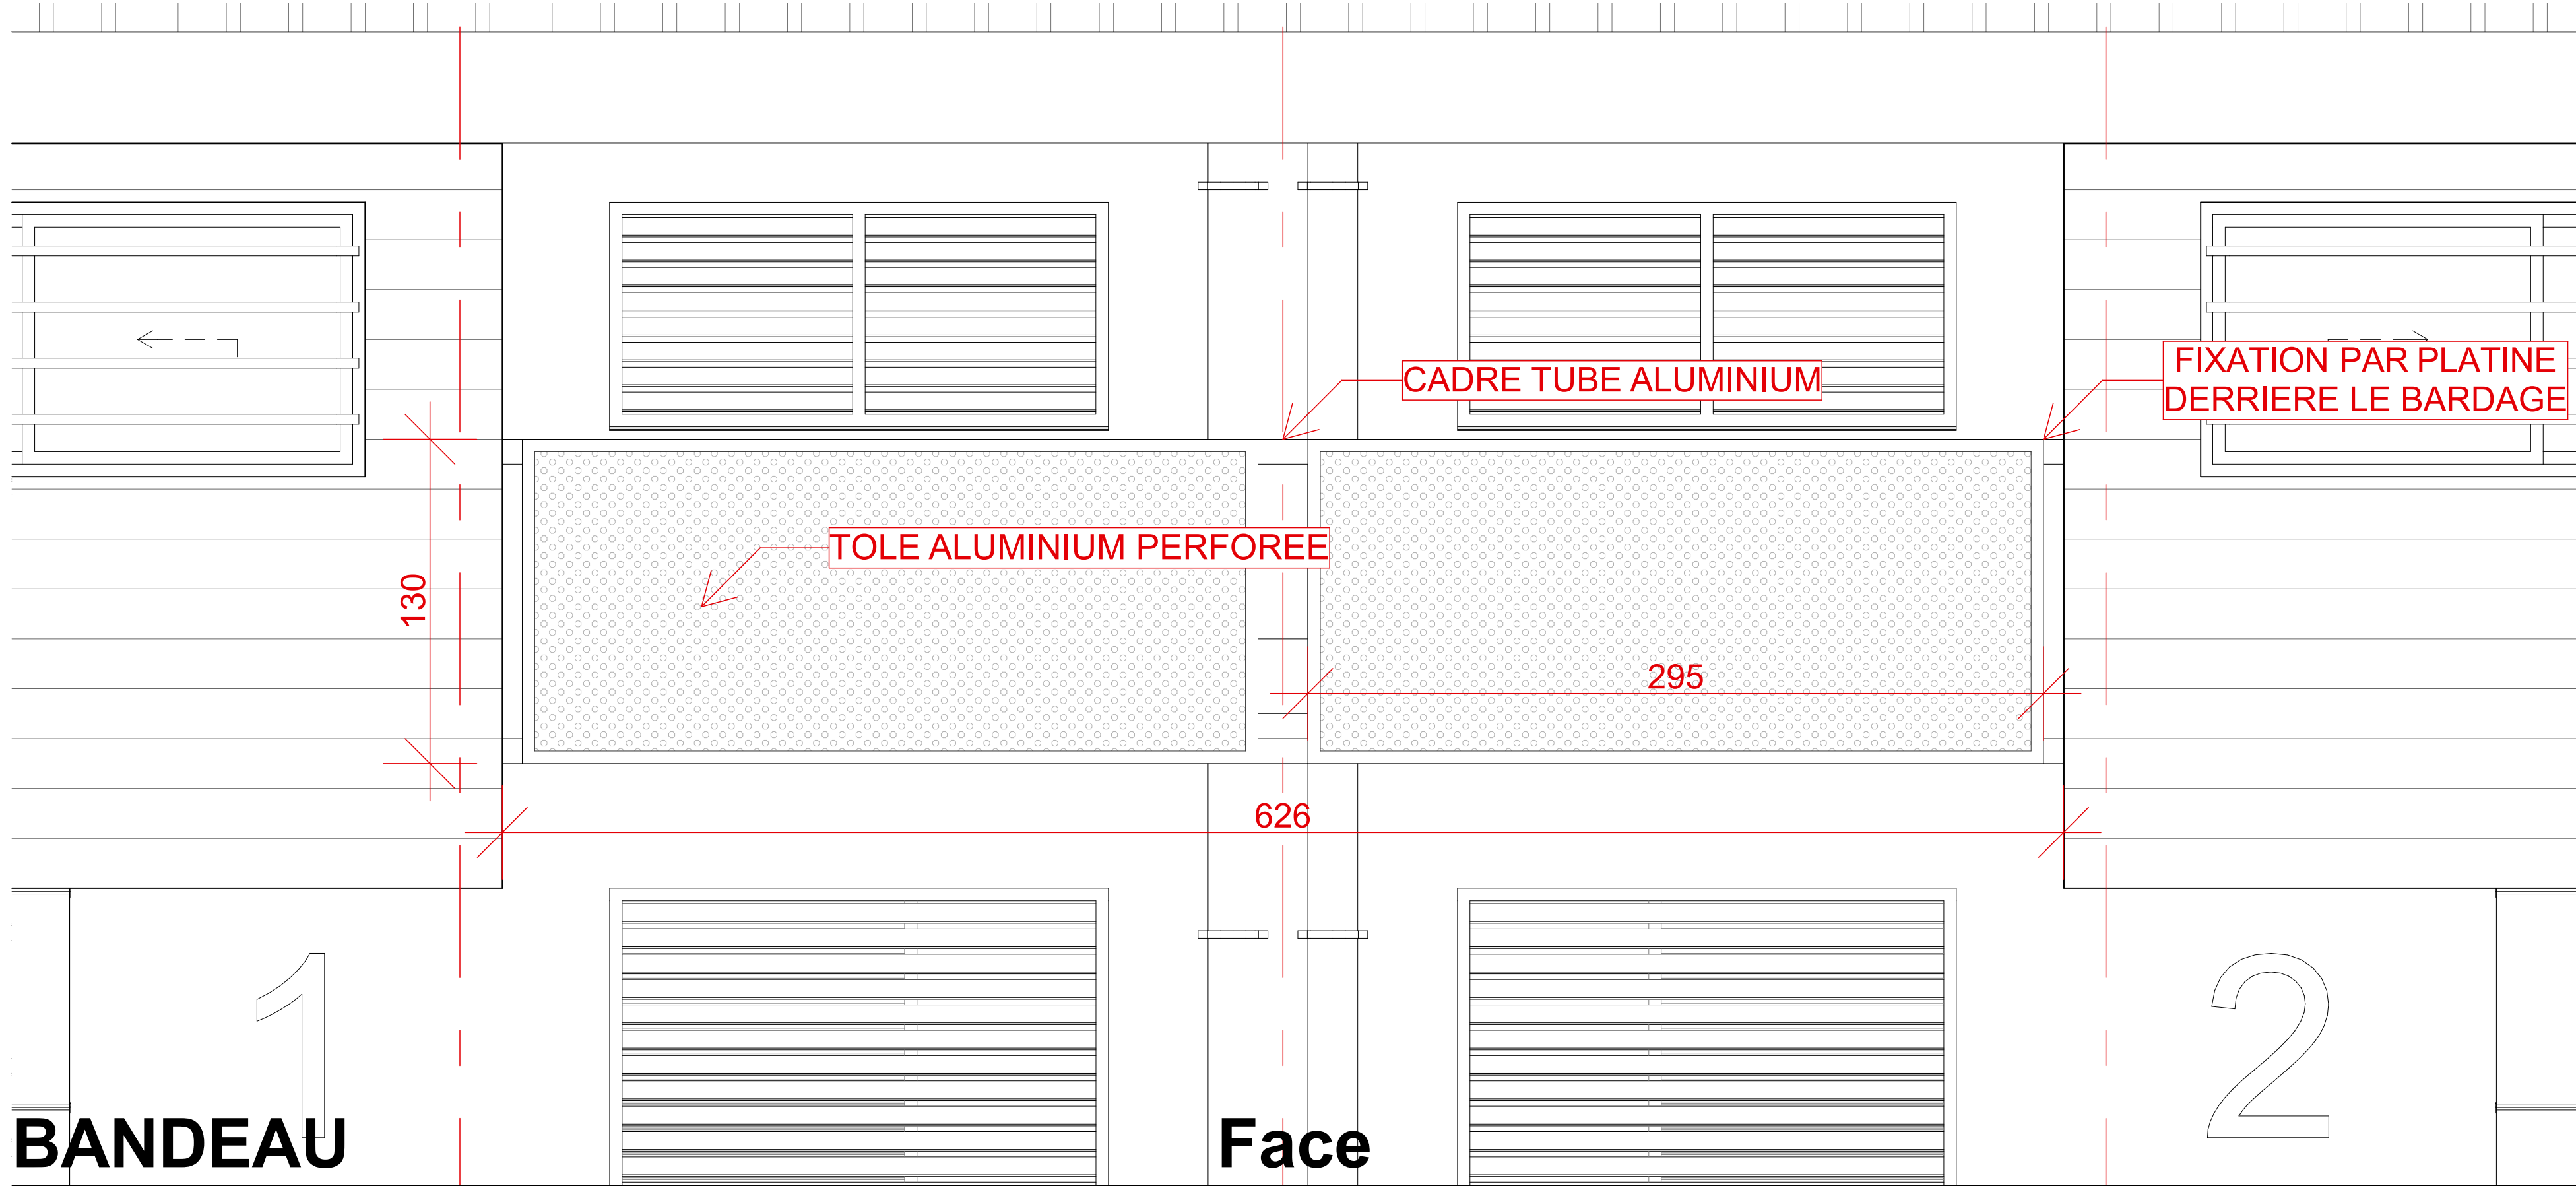 CADRE TUBE ALUMINIUM
FIXATION PAR PLATINE
DERRIERE LE BARDAGE
TOLE ALUMINIUM PERFOREE
130
295
626
1
2
BANDEAU
Face